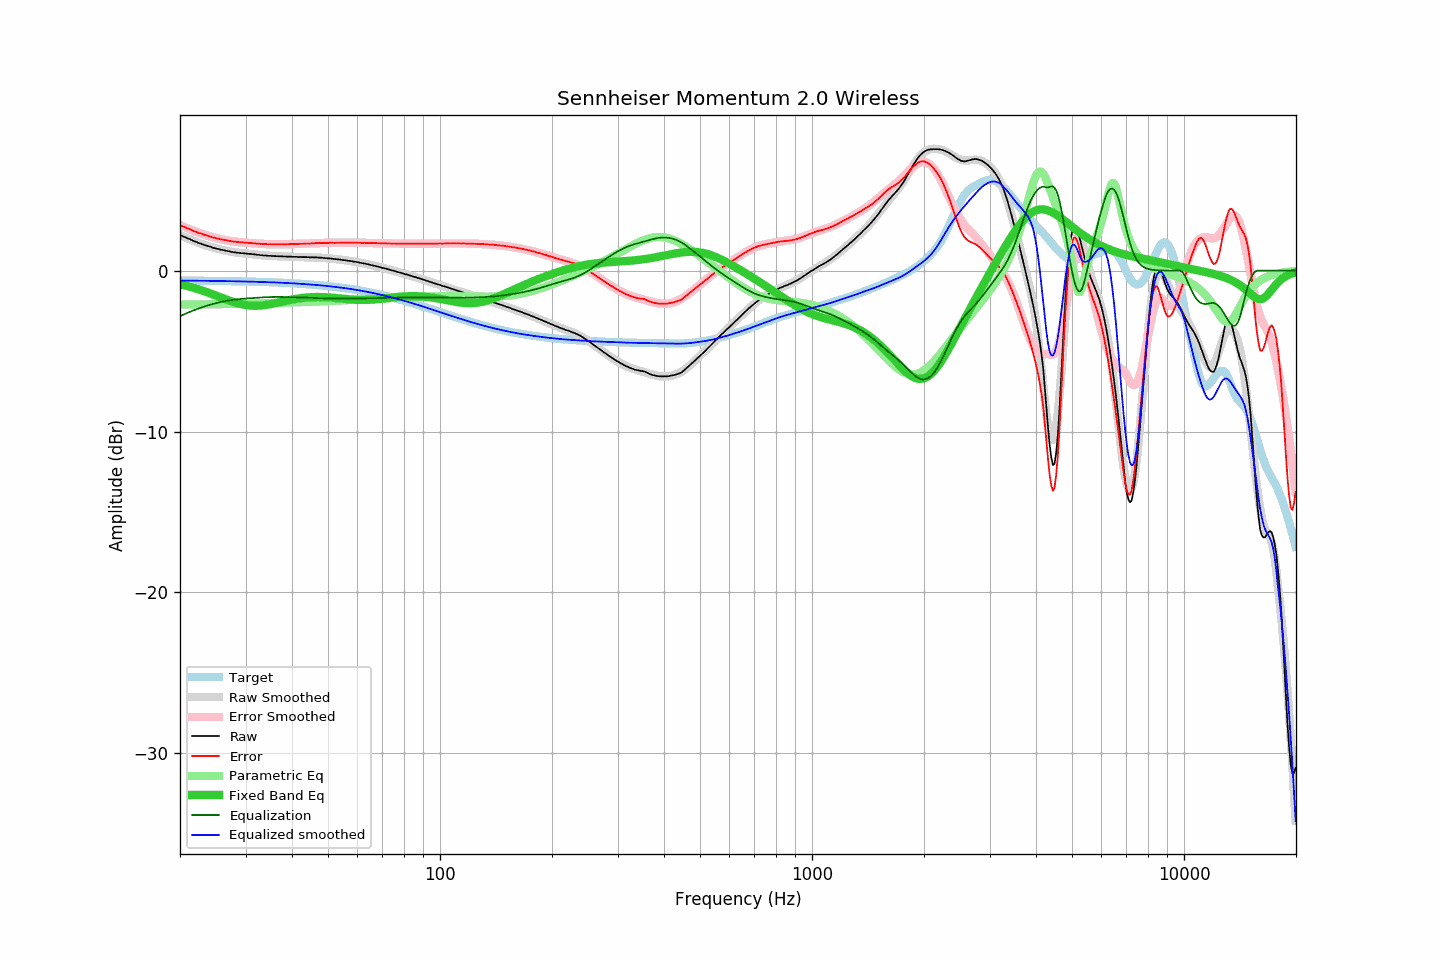 Sennheiser Momentum 2.0 Wireless
Amplitude (dBr)
0
−10
−20
−30
Target
Raw Smoothed
Error Smoothed
Raw
Error
Parametric Eq
Fixed Band Eq
Equalization
Equalized smoothed
100 1000 10000
Frequency (Hz)